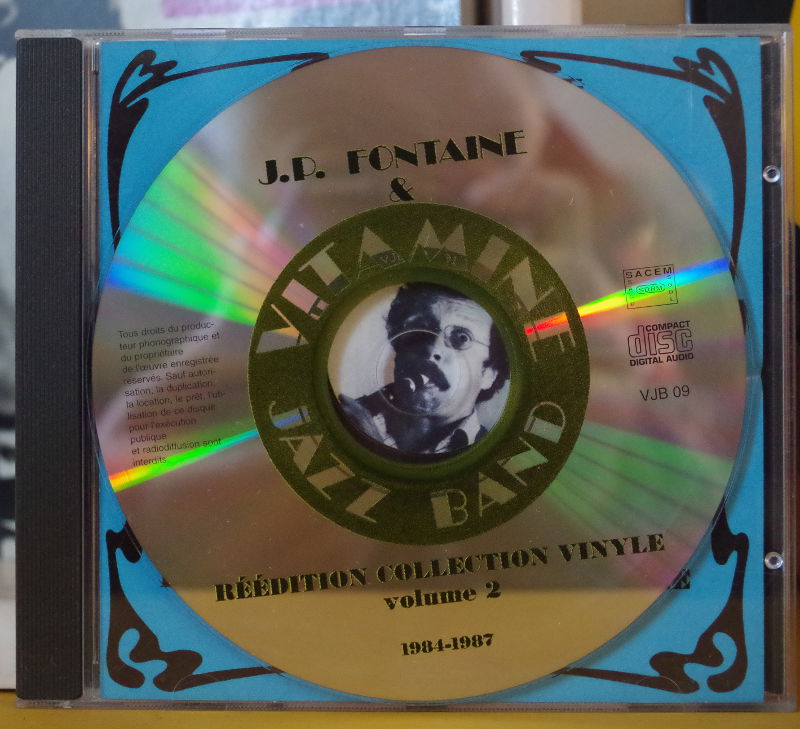 J.P. FONTAINE
&
VITAMINE
JAZZ BAND
SACEM
SDRM
COMPACT
disc
DIGITAL AUDIO
VJB 09
Tous droits du produc-
teur phonographique et
du propriétaire
de l'œuvre enregistrée
réservés. Sauf autori-
sation, la duplication,
la location, le prêt, l'uti-
lisation de ce disque
pour l'exécution
publique
et radiodiffusion sont
interdits
RÉÉDITION COLLECTION VINYLE
volume 2
1984-1987